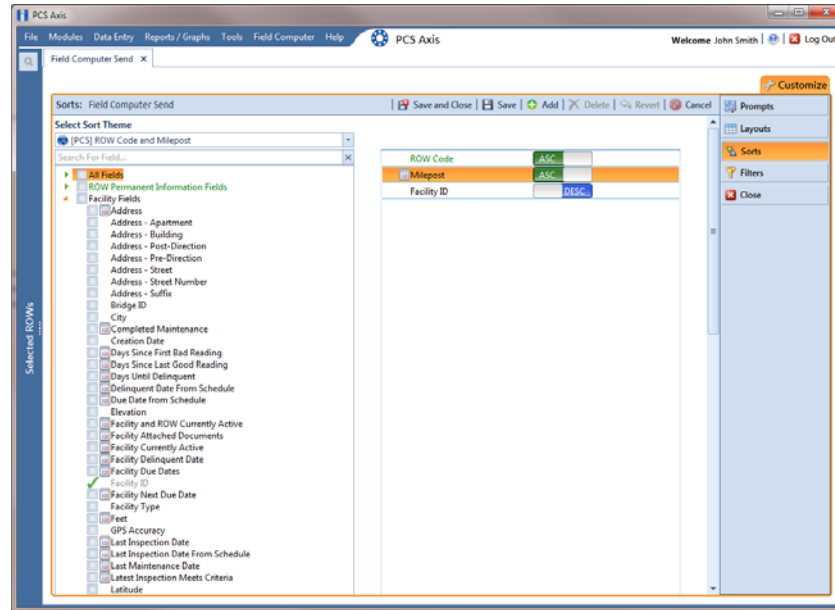 PCS Axis
File Modules Data Entry Reports / Graphs Tools Field Computer Help PCS Axis Welcome John Smith | | Log Out
Field Computer Send X
Customize
Sorts: Field Computer Send | Save and Close | Save | Add | Delete | Revert | Cancel
Prompts
Layouts
Sorts
Filters
Close
Select Sort Theme
[PCS] ROW Code and Milepost
Search For Field...
All Fields
ROW Permanent Information Fields
Facility Fields
Address
Address - Apartment
Address - Building
Address - Post-Direction
Address - Pre-Direction
Address - Street
Address - Street Number
Address - Suffix
Bridge ID
City
Completed Maintenance
Creation Date
Days Since First Bad Reading
Days Since Last Good Reading
Days Until Delinquent
Delinquent Date From Schedule
Due Date from Schedule
Elevation
Facility and ROW Currently Active
Facility Attached Documents
Facility Currently Active
Facility Delinquent Date
Facility Due Dates
Facility ID
Facility Next Due Date
Facility Type
Feet
GPS Accuracy
Last Inspection Date
Last Inspection Date From Schedule
Last Maintenance Date
Latest Inspection Meets Criteria
Latitude
ROW Code ASC
Milepost ASC
Facility ID DESC
Selected ROWs